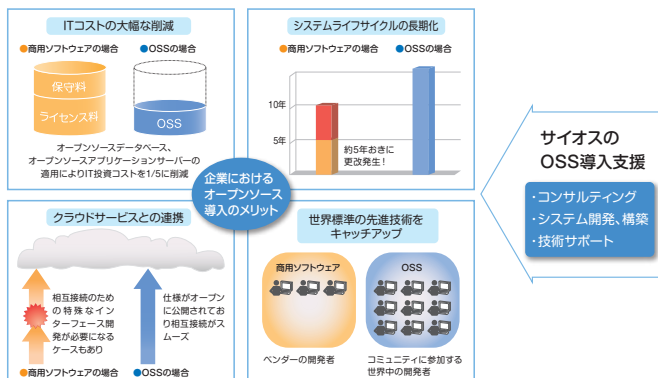 ITコストの大幅な削減
●商用ソフトウェアの場合
●OSSの場合
保守料
ライセンス料
OSS
オープンソースデータベース、
オープンソースアプリケーションサーバーの
適用によりIT投資コストを1/5に削減
システムライフサイクルの長期化
●商用ソフトウェアの場合 ●OSSの場合
10年
5年
約5年おきに
更改発生！
企業における
オープンソース
導入のメリット
クラウドサービスとの連携
相互接続のため
の特殊なイン
ターフェース開
発が必要になる
ケースもあり
仕様がオープン
に公開されてお
り相互接続がス
ムーズ
●商用ソフトウェアの場合
●OSSの場合
世界標準の先進技術を
キャッチアップ
商用ソフトウェア
OSS
ベンダーの開発者
コミュニティに参加する
世界中の開発者
サイオスの
OSS導入支援
・コンサルティング
・システム開発、構築
・技術サポート